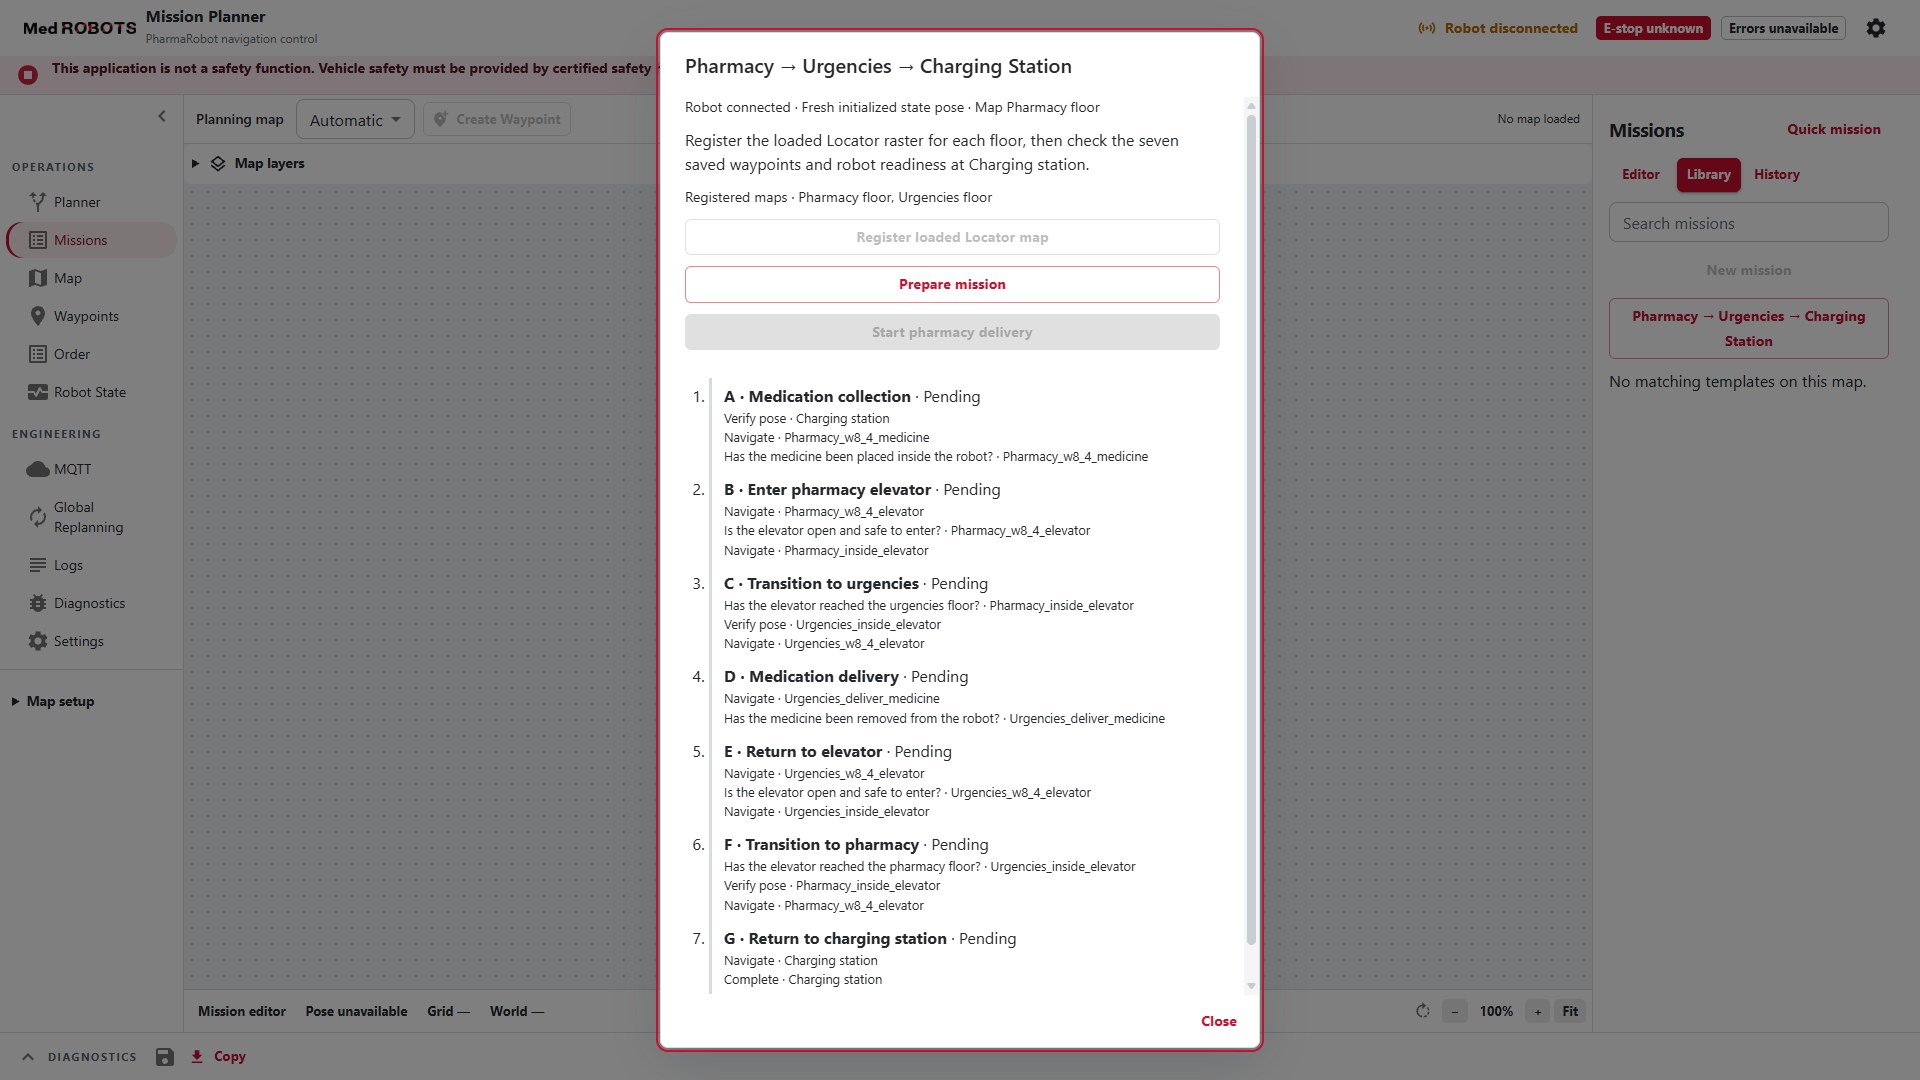 Med ROBOTS
Mission Planner
PharmaRobot navigation control
Robot disconnected
E-stop unknown
Errors unavailable
This application is not a safety function. Vehicle safety must be provided by certified safety
OPERATIONS
Planner
Missions
Map
Waypoints
Order
Robot State
ENGINEERING
MQTT
Global
Replanning
Logs
Diagnostics
Settings
Map setup
Planning map
Automatic
Create Waypoint
No map loaded
Map layers
Pharmacy → Urgencies → Charging Station
Robot connected · Fresh initialized state pose · Map Pharmacy floor
Register the loaded Locator raster for each floor, then check the seven
saved waypoints and robot readiness at Charging station.
Registered maps · Pharmacy floor, Urgencies floor
Register loaded Locator map
Prepare mission
Start pharmacy delivery
1. A · Medication collection · Pending
Verify pose · Charging station
Navigate · Pharmacy_w8_4_medicine
Has the medicine been placed inside the robot? · Pharmacy_w8_4_medicine
2. B · Enter pharmacy elevator · Pending
Navigate · Pharmacy_w8_4_elevator
Is the elevator open and safe to enter? · Pharmacy_w8_4_elevator
Navigate · Pharmacy_inside_elevator
3. C · Transition to urgencies · Pending
Has the elevator reached the urgencies floor? · Pharmacy_inside_elevator
Verify pose · Urgencies_inside_elevator
Navigate · Urgencies_w8_4_elevator
4. D · Medication delivery · Pending
Navigate · Urgencies_deliver_medicine
Has the medicine been removed from the robot? · Urgencies_deliver_medicine
5. E · Return to elevator · Pending
Navigate · Urgencies_w8_4_elevator
Is the elevator open and safe to enter? · Urgencies_w8_4_elevator
Navigate · Urgencies_inside_elevator
6. F · Transition to pharmacy · Pending
Has the elevator reached the pharmacy floor? · Urgencies_inside_elevator
Verify pose · Pharmacy_inside_elevator
Navigate · Pharmacy_w8_4_elevator
7. G · Return to charging station · Pending
Navigate · Charging station
Complete · Charging station
Close
Missions
Quick mission
Editor
Library
History
Search missions
New mission
Pharmacy → Urgencies → Charging
Station
No matching templates on this map.
Mission editor
Pose unavailable
Grid —
World —
− 100% + Fit
DIAGNOSTICS
Copy